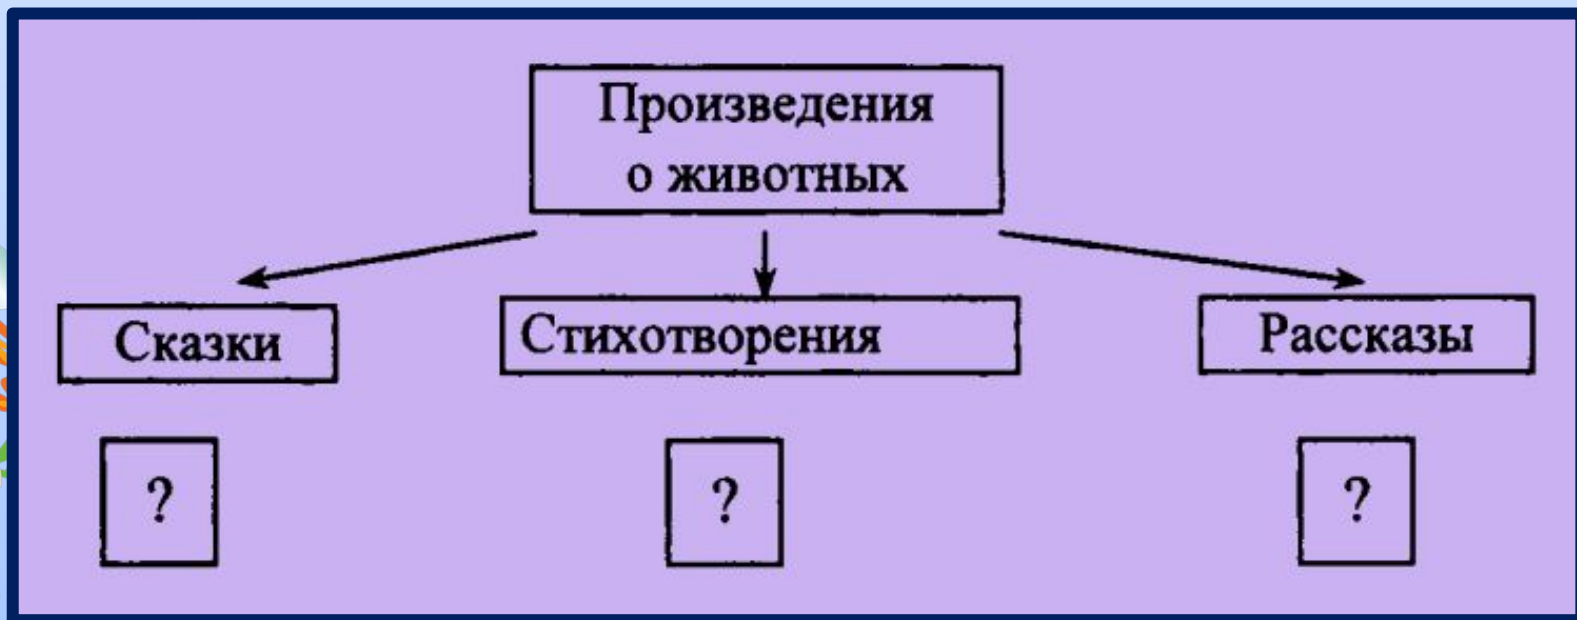 Произведения
о животных
Сказки
Стихотворения
Рассказы
?
?
?